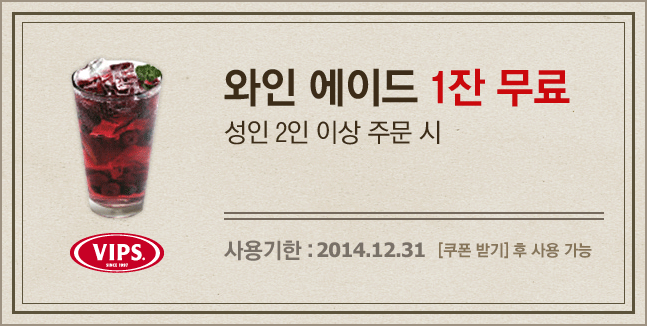 와인 에이드 1잔 무료
성인 2인 이상 주문 시
VIPS.
SINCE 1997
사용기한 : 2014.12.31 [쿠폰 받기] 후 사용 가능